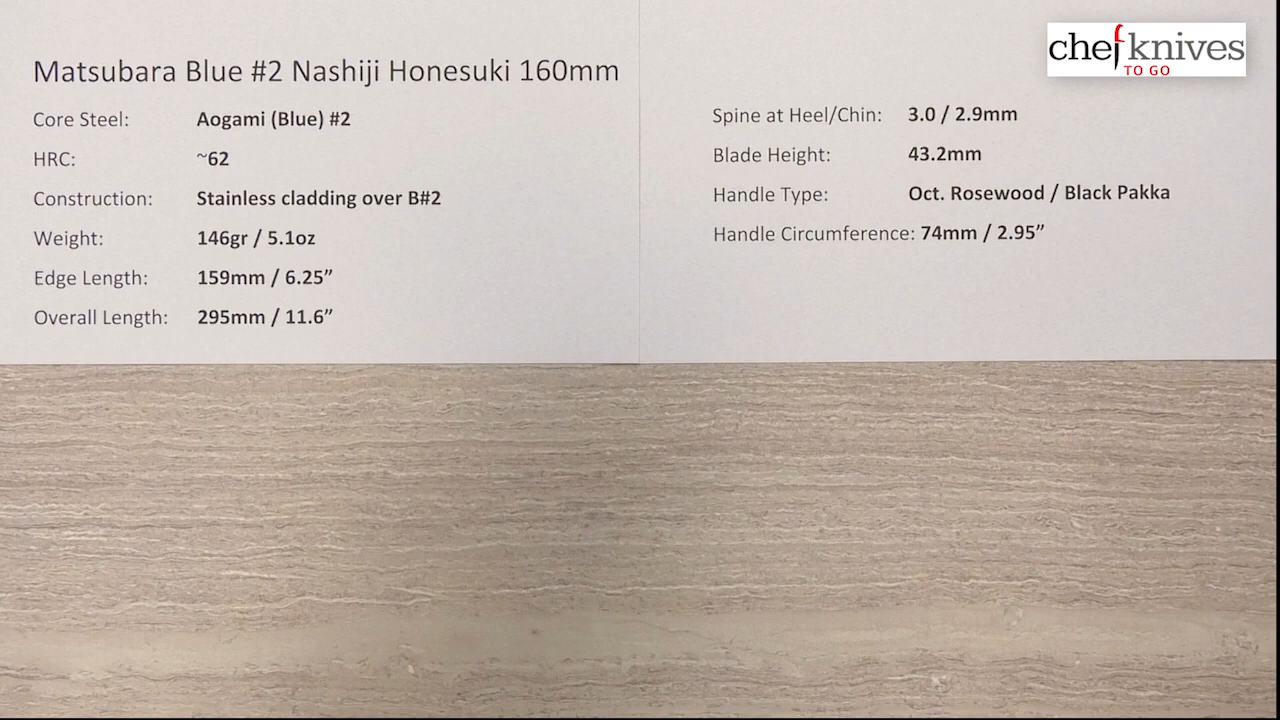 Matsubara Blue #2 Nashiji Honesuki 160mm
Core Steel: Aogami (Blue) #2
HRC: ~62
Construction: Stainless cladding over B#2
Weight: 146gr / 5.1oz
Edge Length: 159mm / 6.25”
Overall Length: 295mm / 11.6”
Spine at Heel/Chin: 3.0 / 2.9mm
Blade Height: 43.2mm
Handle Type: Oct. Rosewood / Black Pakka
Handle Circumference: 74mm / 2.95”
chefknives
TO GO